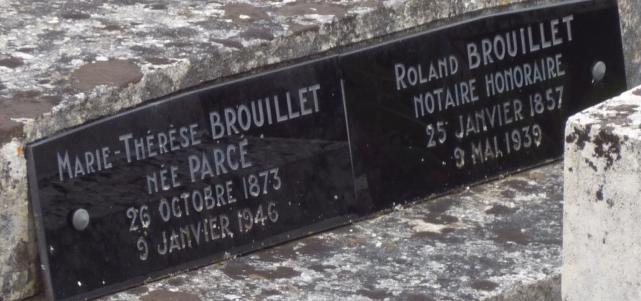 Marie-Thérèse BROUILLET
NÉE PARCÉ
26 OCTOBRE 1873
9 JANVIER 1946
Roland BROUILLET
NOTAIRE HONORAIRE
25 JANVIER 1857
9 MAI 1939